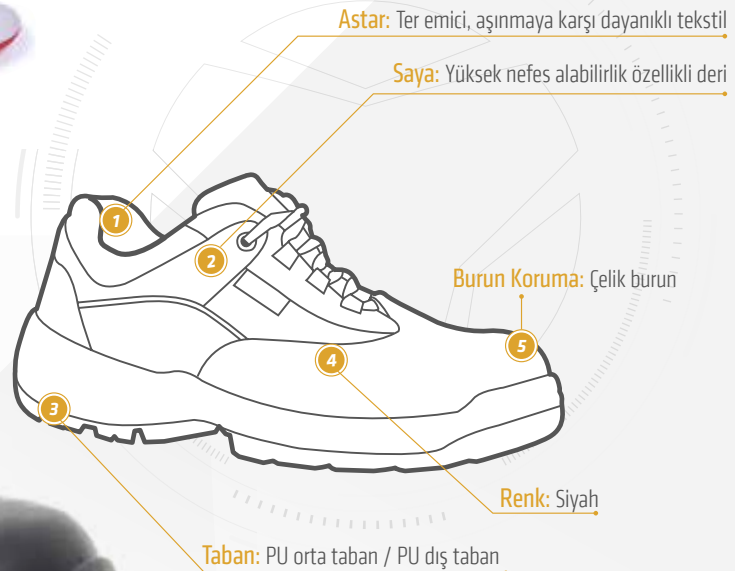 Astar: Ter emici, aşınmaya karşı dayanıklı tekstil
Saya: Yüksek nefes alabilirlik özellikli deri
1
2
Burun Koruma: Çelik burun
5
4
3
Renk: Siyah
Taban: PU orta taban / PU dış taban